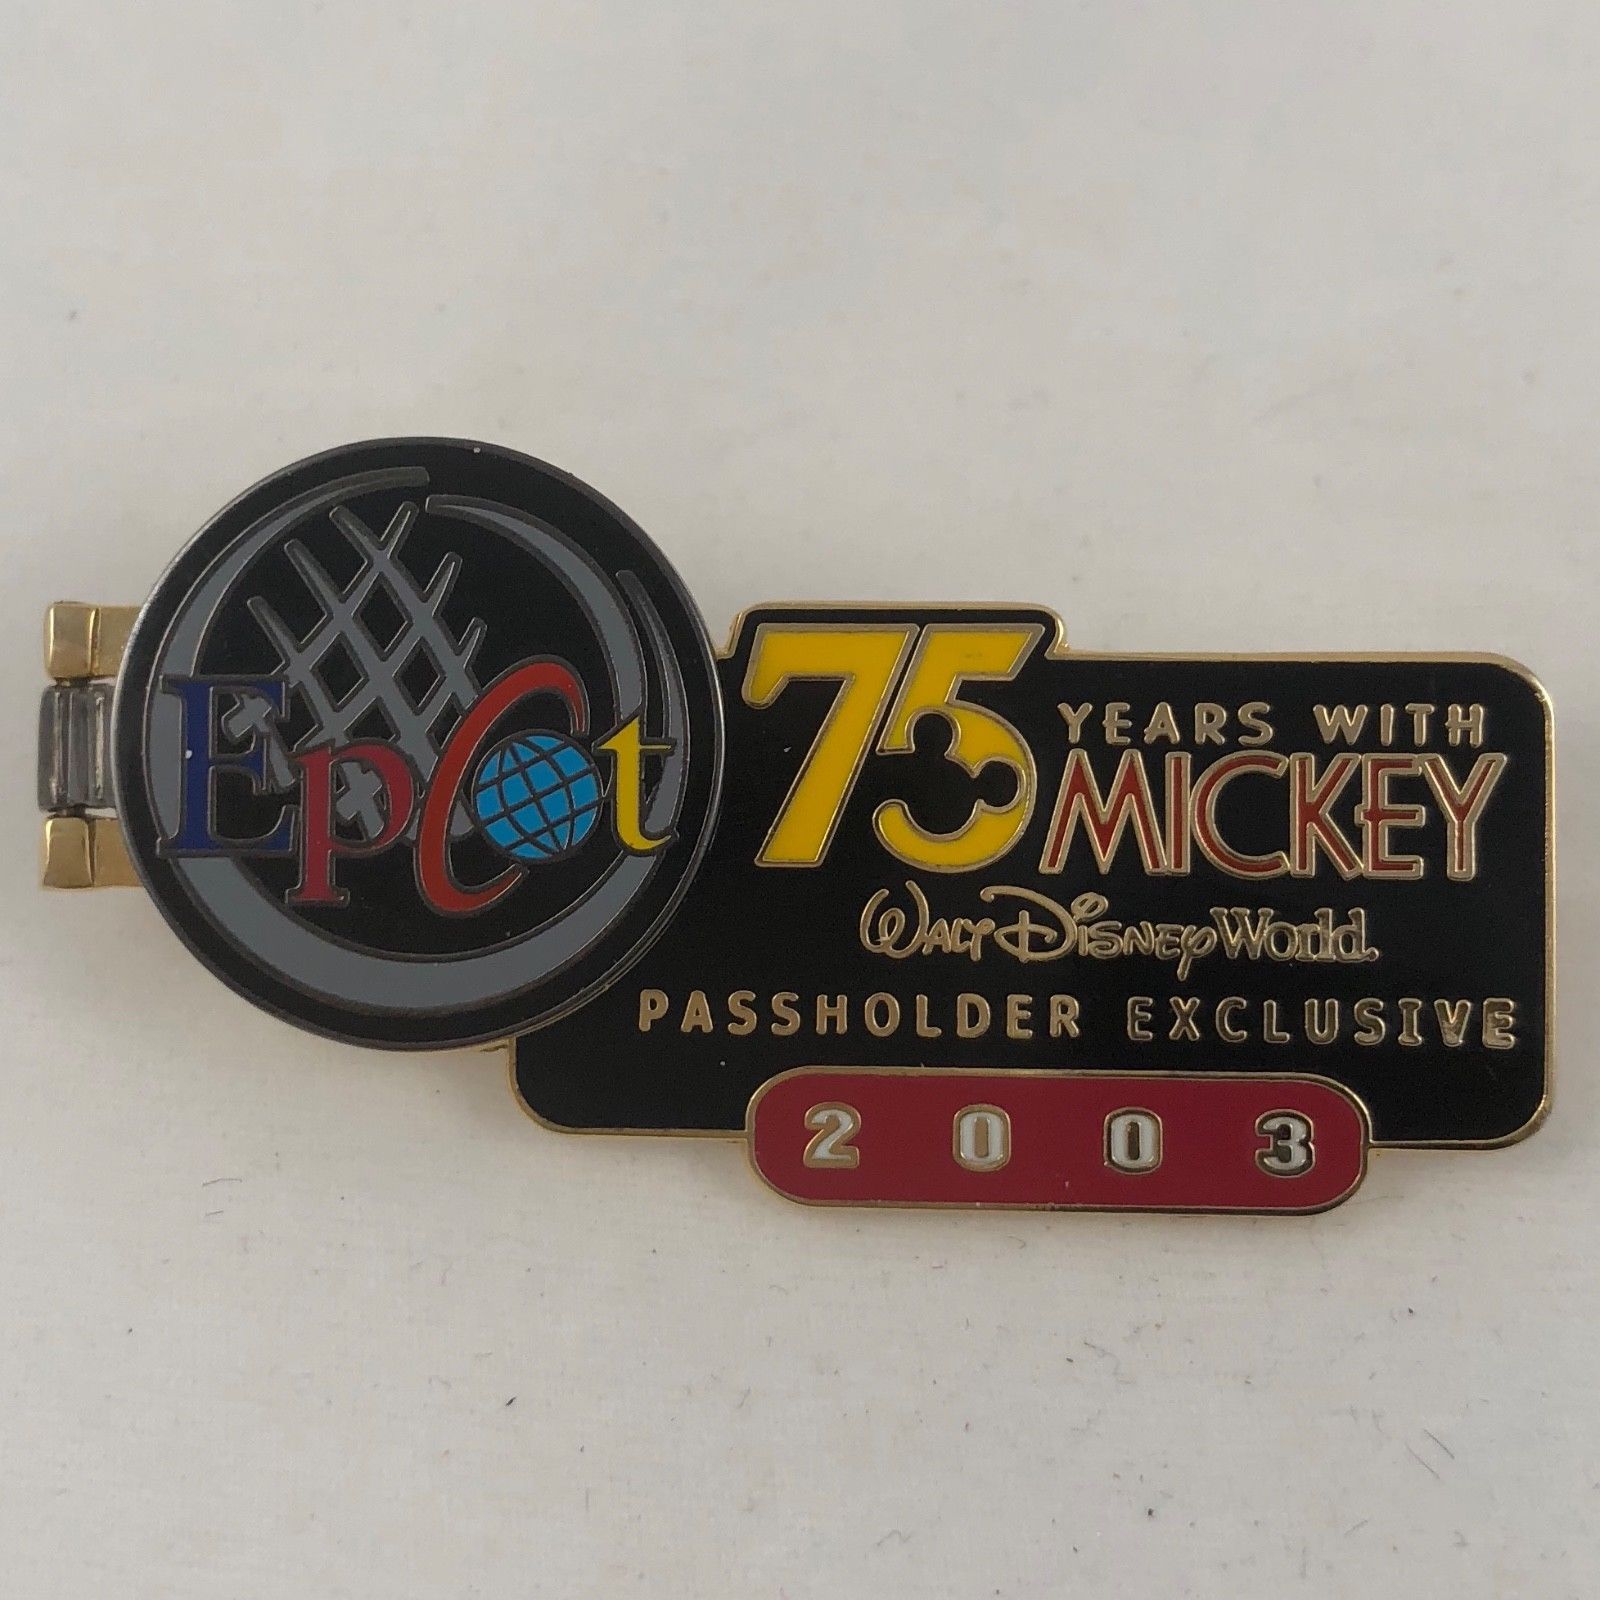 Epcot
75 YEARS WITH
MICKEY
Walt Disney World.
PASSHOLDER EXCLUSIVE
2003